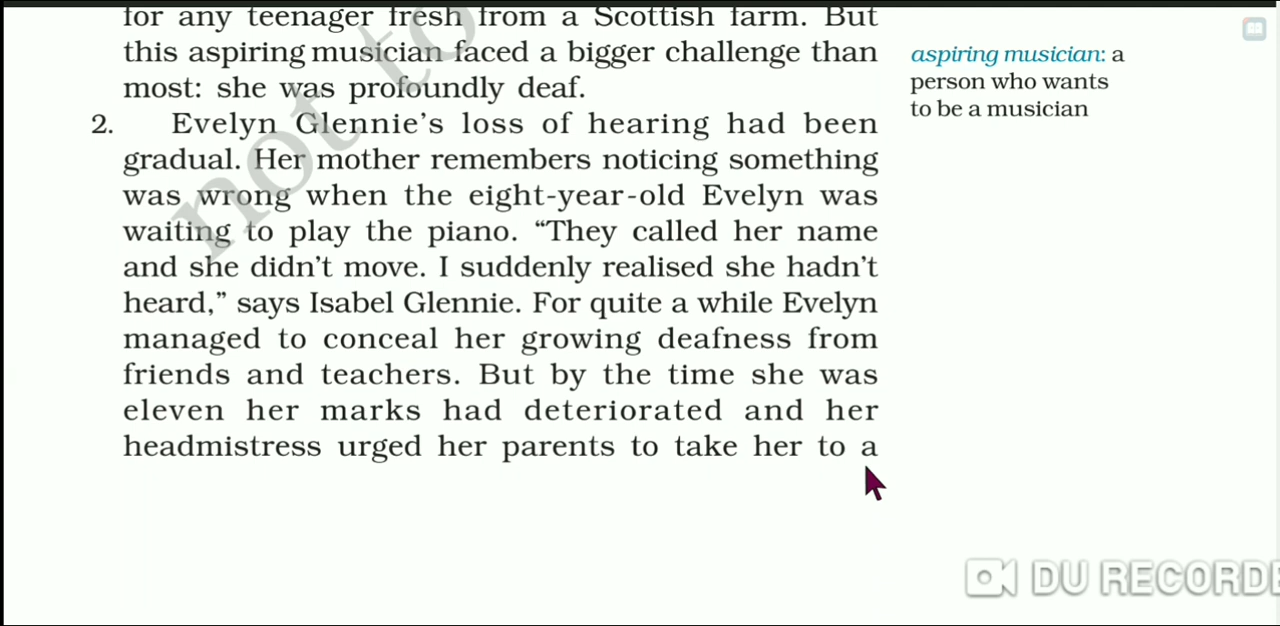 for any teenager fresh from a Scottish farm. But
this aspiring musician faced a bigger challenge than
most: she was profoundly deaf.
2. Evelyn Glennie’s loss of hearing had been
gradual. Her mother remembers noticing something
was wrong when the eight-year-old Evelyn was
waiting to play the piano. “They called her name
and she didn’t move. I suddenly realised she hadn’t
heard,” says Isabel Glennie. For quite a while Evelyn
managed to conceal her growing deafness from
friends and teachers. But by the time she was
eleven her marks had deteriorated and her
headmistress urged her parents to take her to a
aspiring musician: a
person who wants
to be a musician
not to
DU RECORDE